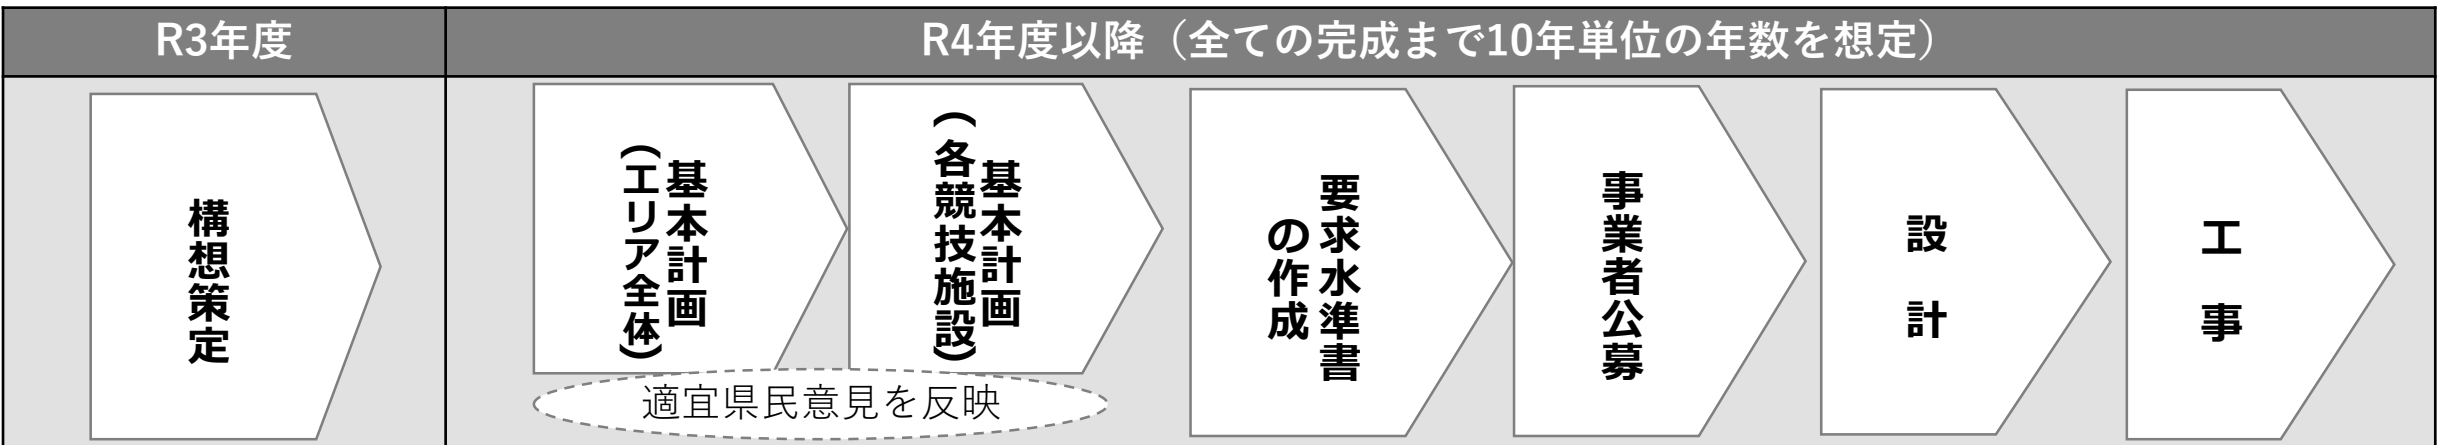 R3年度
R4年度以降（全ての完成まで10年単位の年数を想定）
構想策定
基本計画
（エリア全体）
基本計画
（各競技施設）
要求水準書
の作成
事業者公募
設計
工事
適宜県民意見を反映